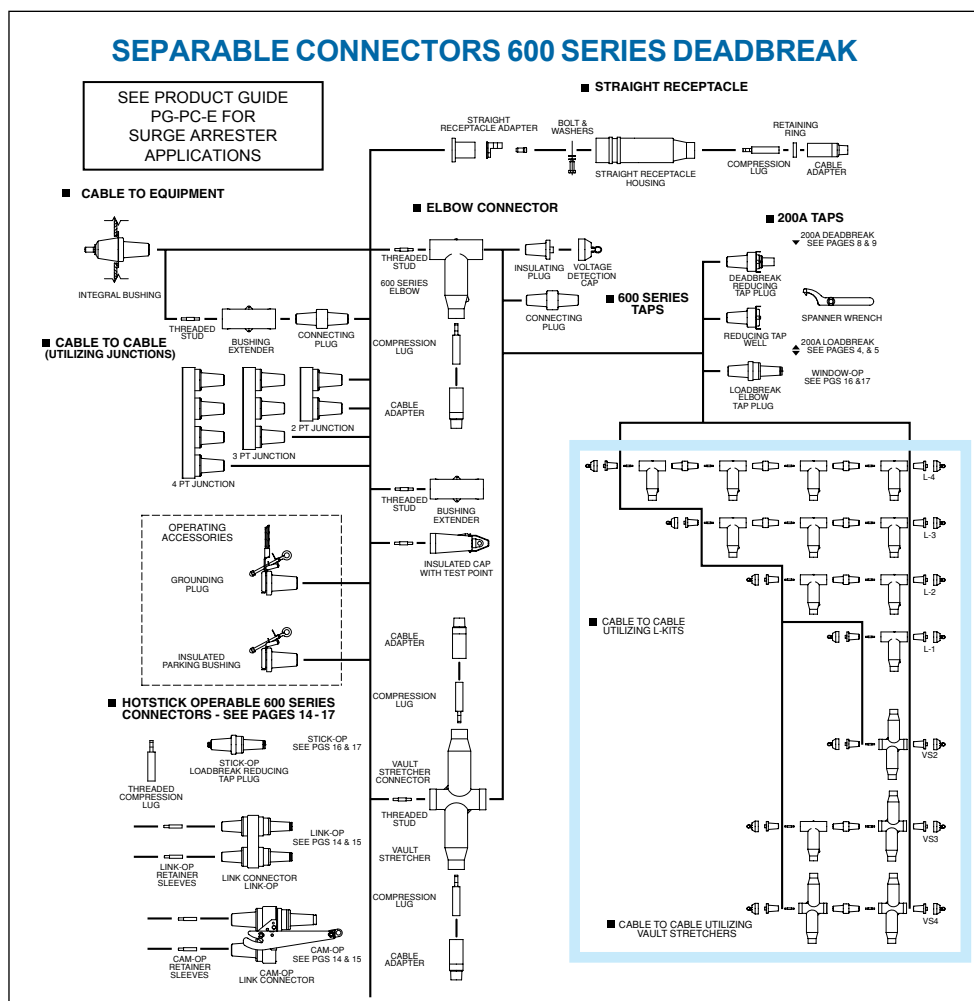 SEPARABLE CONNECTORS 600 SERIES DEADBREAK
SEE PRODUCT GUIDE
PG-PC-E FOR
SURGE ARRESTER
APPLICATIONS
STRAIGHT RECEPTACLE
STRAIGHT
RECEPTACLE ADAPTER
BOLT &
WASHERS
STRAIGHT RECEPTACLE
HOUSING
RETAINING
RING
COMPRESSION
LUG
CABLE
ADAPTER
CABLE TO EQUIPMENT
INTEGRAL BUSHING
THREADED
STUD
BUSHING
EXTENDER
CONNECTING
PLUG
ELBOW CONNECTOR
THREADED
STUD
600 SERIES
ELBOW
INSULATING
PLUG
VOLTAGE
DETECTION
CAP
COMPRESSION
LUG
CABLE
ADAPTER
600 SERIES
TAPS
CONNECTING
PLUG
200A TAPS
200A DEADBREAK
SEE PAGES 8 & 9
DEADBREAK
REDUCING
TAP PLUG
SPANNER WRENCH
REDUCING TAP
WELL
200A LOADBREAK
SEE PAGES 4, & 5
WINDOW-OP
SEE PGS 16 &17
LOADBREAK
ELBOW
TAP PLUG
CABLE TO CABLE
(UTILIZING JUNCTIONS)
2 PT JUNCTION
3 PT JUNCTION
4 PT JUNCTION
THREADED
STUD
BUSHING
EXTENDER
INSULATED CAP
WITH TEST POINT
OPERATING
ACCESSORIES
GROUNDING
PLUG
INSULATED
PARKING BUSHING
CABLE
ADAPTER
COMPRESSION
LUG
VAULT
STRETCHER
CONNECTOR
THREADED
STUD
VAULT
STRETCHER
COMPRESSION
LUG
CABLE
ADAPTER
HOTSTICK OPERABLE 600 SERIES
CONNECTORS - SEE PAGES 14-17
THREADED
COMPRESSION
LUG
STICK-OP
LOADBREAK REDUCING
TAP PLUG
STICK-OP
SEE PGS 16 & 17
LINK-OP
RETAINER
SLEEVES
LINK CONNECTOR
LINK-OP
LINK-OP
SEE PGS 14 & 15
CAM-OP
RETAINER
SLEEVES
CAM-OP
LINK CONNECTOR
CAM-OP
SEE PGS 14 & 15
L-4
L-3
L-2
CABLE TO CABLE
UTILIZING L-KITS
L-1
VS2
VS3
VS4
CABLE TO CABLE UTILIZING
VAULT STRETCHERS